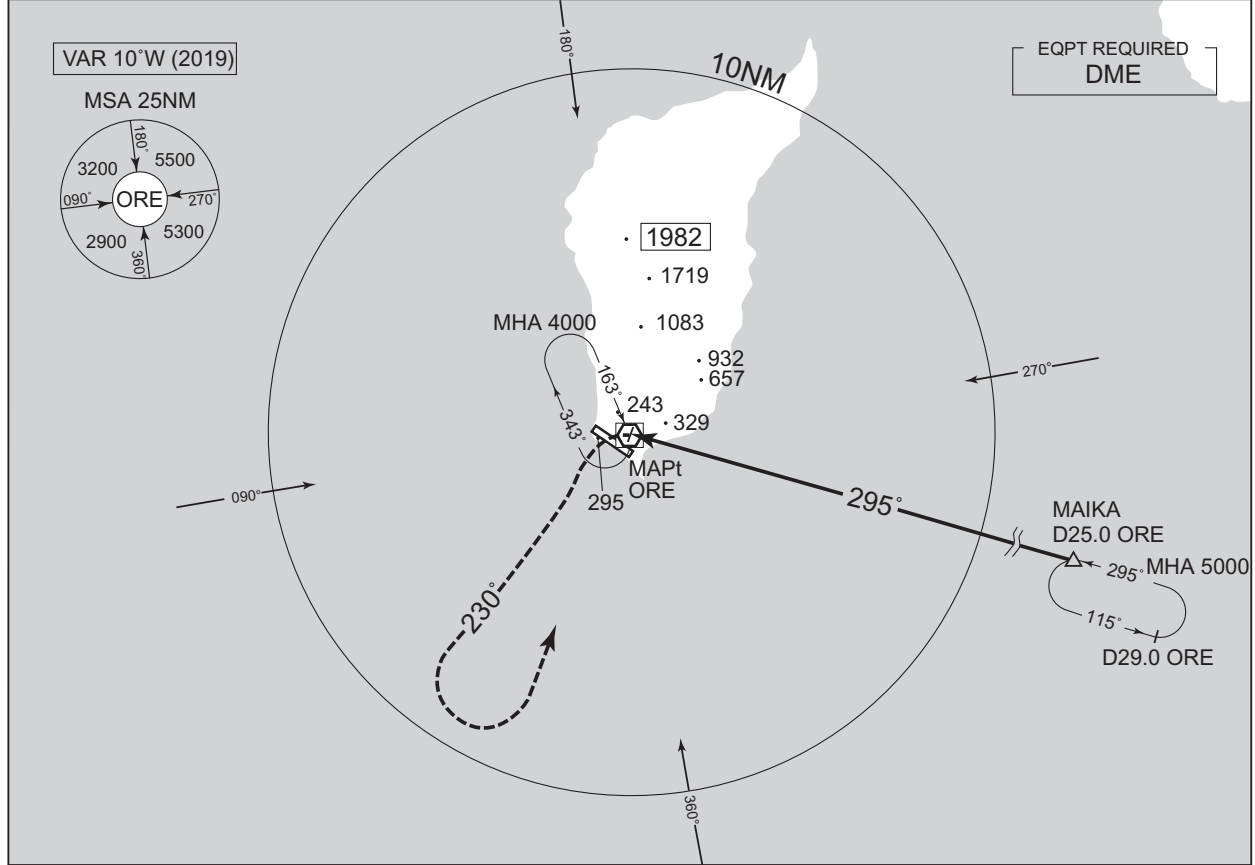 VAR 10°W (2019)
MSA 25NM
180°
3200
5500
090°
ORE
270°
2900
5300
360°
180°
10NM
EQPT REQUIRED
DME
1982
1719
MHA 4000
1083
932
657
163°
243
329
343°
270°
MAPt
ORE
295
090°
295°
MAIKA
D25.0 ORE
295°
MHA 5000
115°
D29.0 ORE
230°
360°